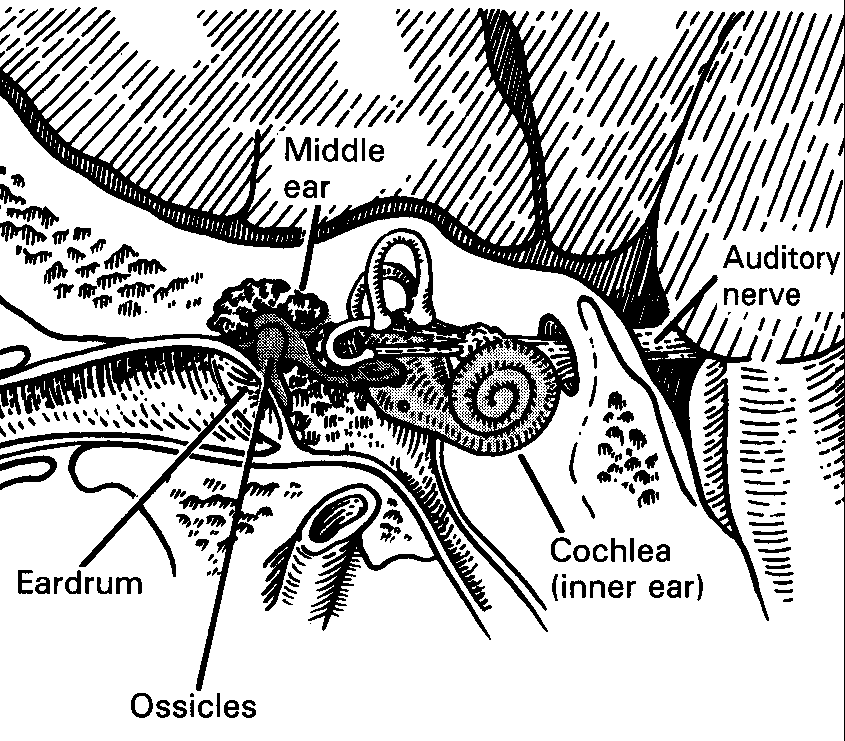 Middle
ear
Auditory
nerve
Cochlea
(inner ear)
Eardrum
Ossicles